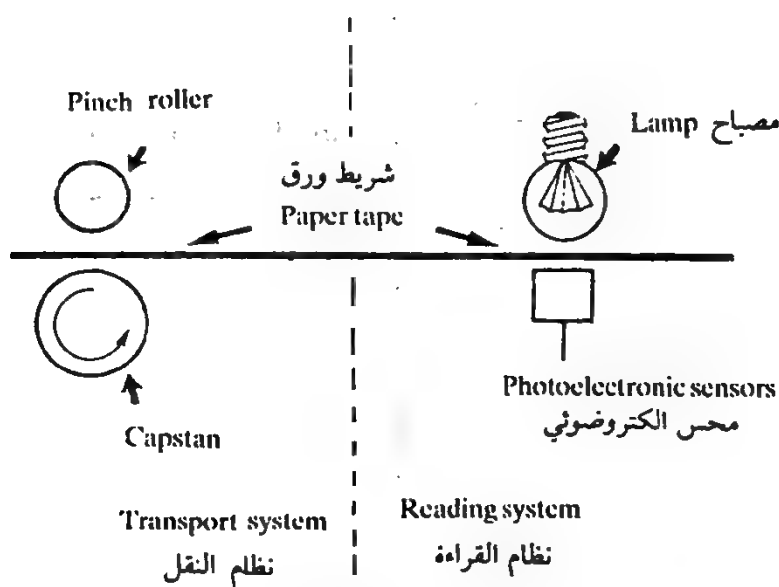 Pinch roller
Lamp مصباح
شريط ورق
Paper tape
Photoelectronic sensors
محس الكتروضوئي
Capstan
Transport system
نظام النقل
Reading system
نظام القراءة